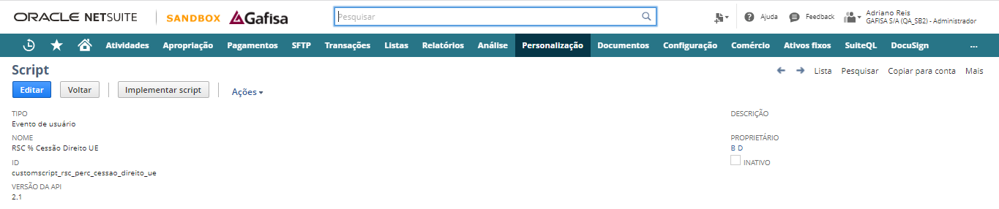 ORACLE NETSUITE SANDBOX Gafisa Pesquisar Ajuda Feedback Adriano Reis
GAFISA S/A (QA_SB2) - Administrador
Atividades Apropriação Pagamentos SFTP Transações Listas Relatórios Análise Personalização Documentos Configuração Comércio Ativos fixos SuiteQL DocuSign ...
Script Lista Pesquisar Copiar para conta Mais
Editar Voltar Implementar script Ações
TIPO DESCRIÇÃO
Evento de usuário
NOME PROPRIETÁRIO
RSC % Cessão Direito UE B D
ID INATIVO
customscript_rsc_perc_cessao_direito_ue
VERSÃO DA API
2.1